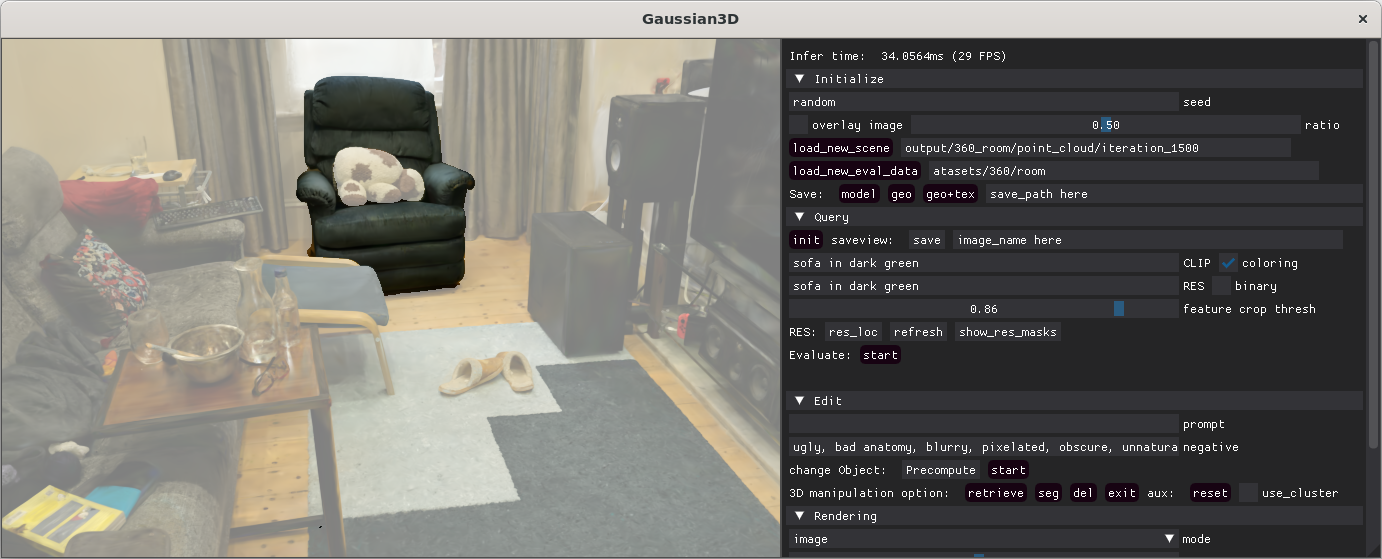 Gaussian3D ×
Infer time: 34.0564ms (29 FPS)
▼ Initialize
random seed
overlay image 0.50 ratio
load_new_scene output/360_room/point_cloud/iteration_1500
load_new_eval_data atasets/360/room
Save: model geo geo+tex save_path here
▼ Query
init saveview: save image_name here
sofa in dark green CLIP coloring
sofa in dark green RES binary
0.86 feature crop thresh
RES: res_loc refresh show_res_masks
Evaluate: start
▼ Edit
prompt
ugly, bad anatomy, blurry, pixelated, obscure, unnatura negative
change Object: Precompute start
3D manipulation option: retrieve seg del exit aux: reset use_cluster
▼ Rendering
image ▼ mode